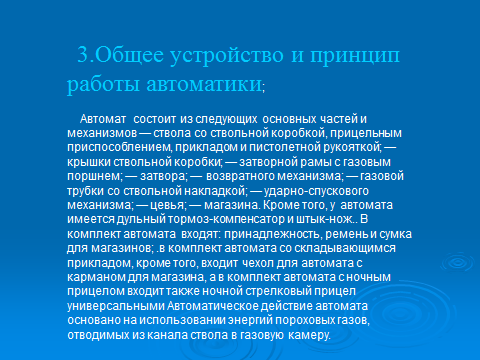 3.Общее устройство и принцип
работы автоматики;
Автомат состоит из следующих основных частей и
механизмов — ствола со ствольной коробкой, прицельным
приспособлением, прикладом и пистолетной рукояткой; —
крышки ствольной коробки; — затворной рамы с газовым
поршнем; — затвора; — возвратного механизма; — газовой
трубки со ствольной накладкой; — ударно-спускового
механизма; — цевья; — магазина. Кроме того, у автомата
имеется дульный тормоз-компенсатор и штык-нож.. В
комплект автомата входят: принадлежность, ремень и сумка
для магазинов; .в комплект автомата со складывающимся
прикладом, кроме того, входит чехол для автомата с
карманом для магазина, а в комплект автомата с ночным
прицелом входит также ночной стрелковый прицел
универсальными Автоматическое действие автомата
основано на использовании энергий пороховых газов,
отводимых из канала ствола в газовую камеру.